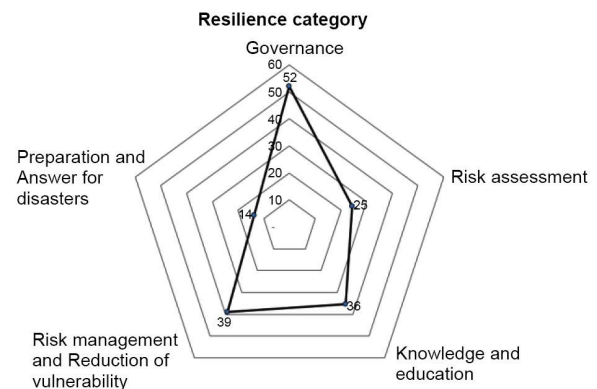 Resilience category
Governance
60
52
50
40
30
20
10
-
Preparation and
Answer for
disasters
14
25
Risk assessment
36
39
Risk management
and Reduction of
vulnerability
Knowledge and
education